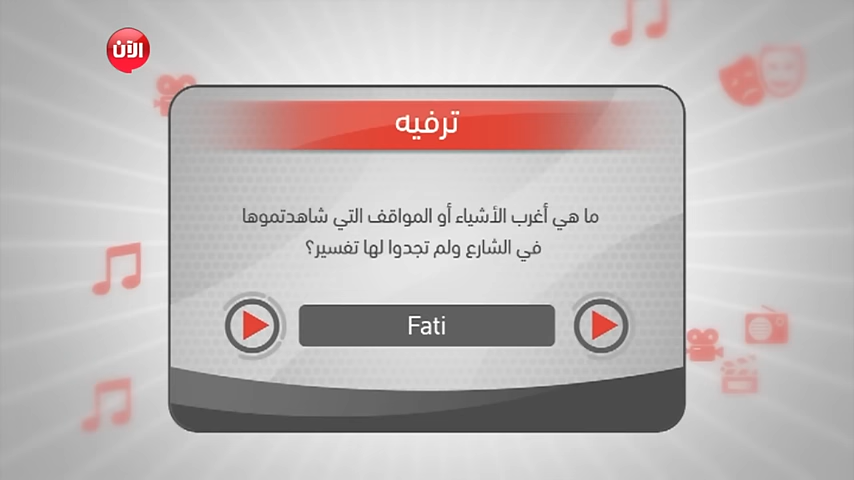 الآن
ترفيه
ما هي أغرب الأشياء أو المواقف التي شاهدتموها
في الشارع ولم تجدوا لها تفسير؟
Fati